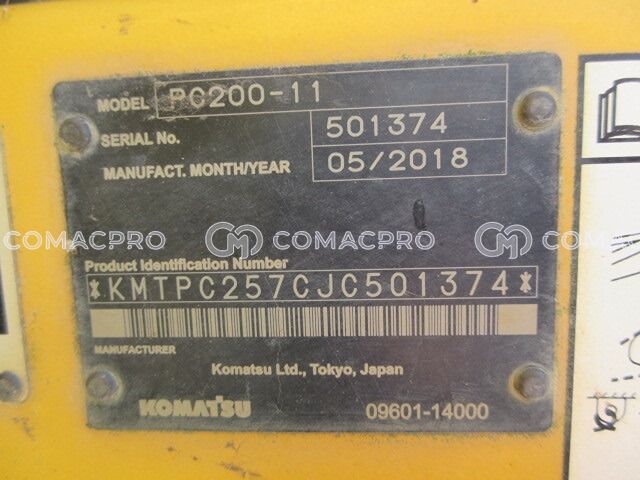 MODEL PC200-11
SERIAL No. 501374
MANUFACT. MONTH/YEAR 05/2018
COMACPRO COMACPRO COMACPRO
Product Identification Number
*KMTPC257CJC501374*
MANUFACTURER
Komatsu Ltd., Tokyo, Japan
KOMATSU 09601-14000